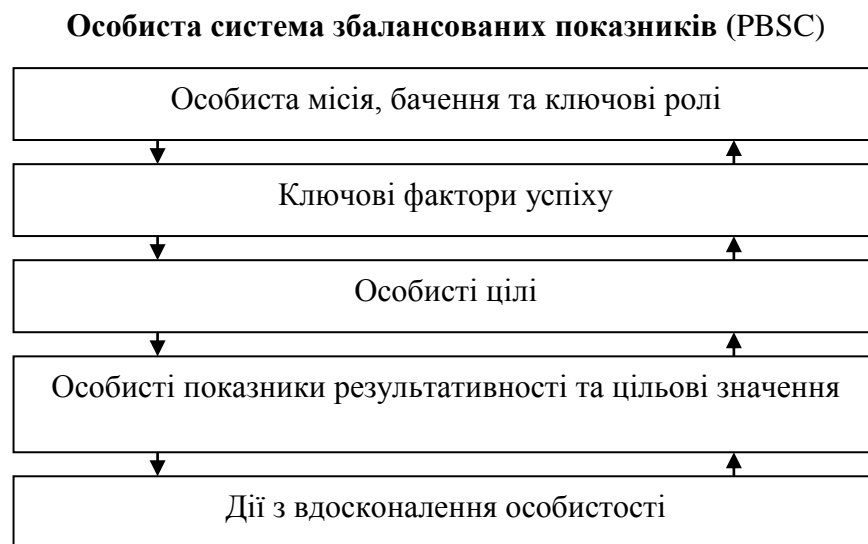 Особиста система збалансованих показників (PBSC)
Особиста місія, бачення та ключові ролі
Ключові фактори успіху
Особисті цілі
Особисті показники результативності та цільові значення
Дії з вдосконалення особистості